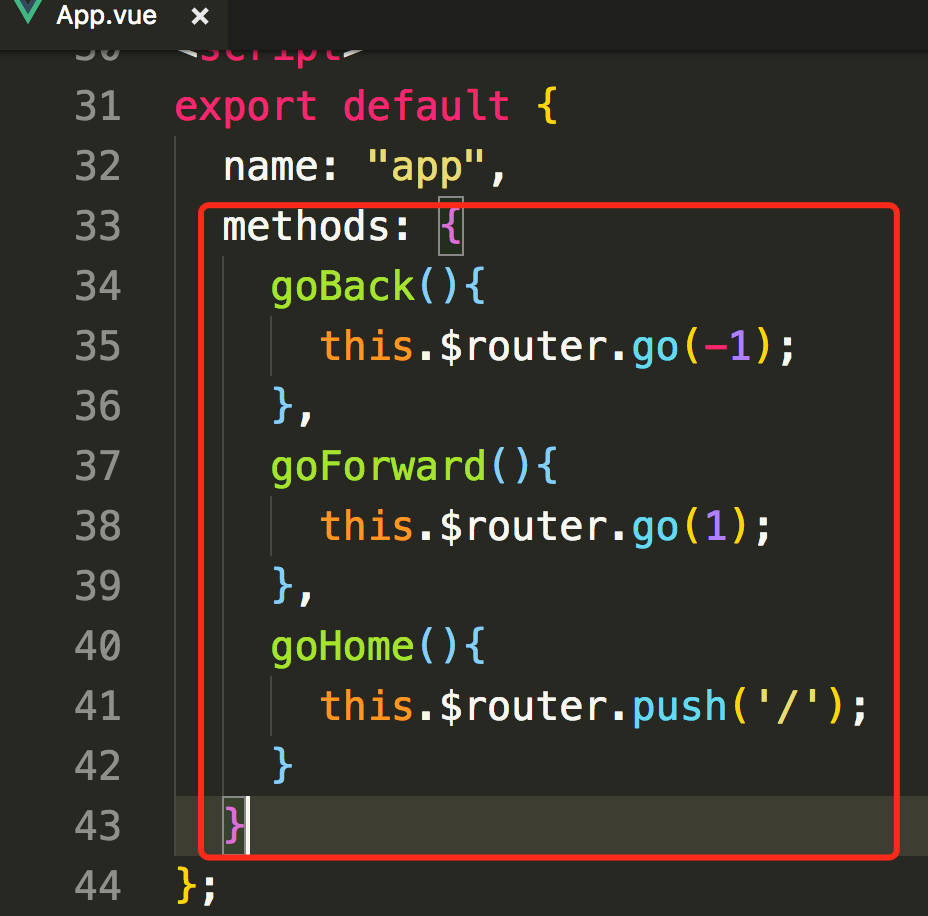 App.vue ×
30 <script>
31 export default {
32 name: "app",
33 methods: {
34 goBack(){
35 this.$router.go(-1);
36 },
37 goForward(){
38 this.$router.go(1);
39 },
40 goHome(){
41 this.$router.push('/');
42 }
43 }
44 };